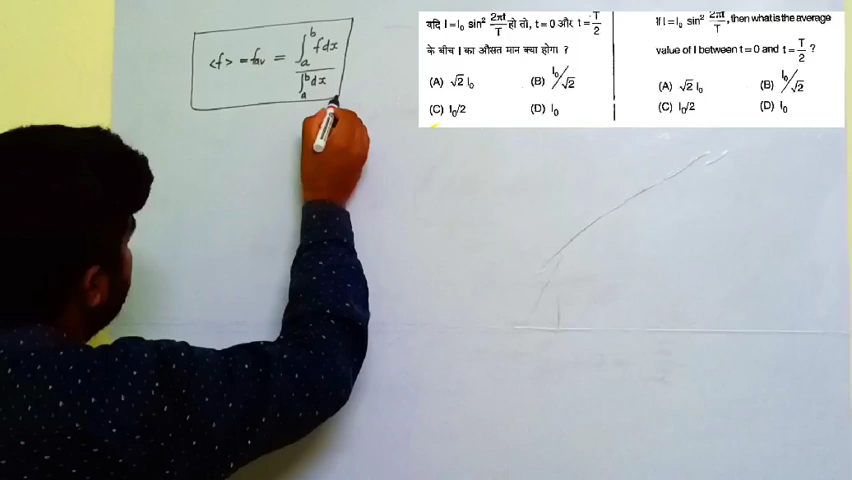 <f> = fav = ∫ₐᵇ f dx / ∫ₐᵇ dx
यदि I = I₀ sin² 2πt/T हो तो, t = 0 और t = T/2
के बीच I का औसत मान क्या होगा ?
(A) √2 I₀ (B) I₀/√2
(C) I₀/2 (D) I₀
If I = I₀ sin² 2πt/T, then what is the average
value of I between t = 0 and t = T/2 ?
(A) √2 I₀ (B) I₀/√2
(C) I₀/2 (D) I₀